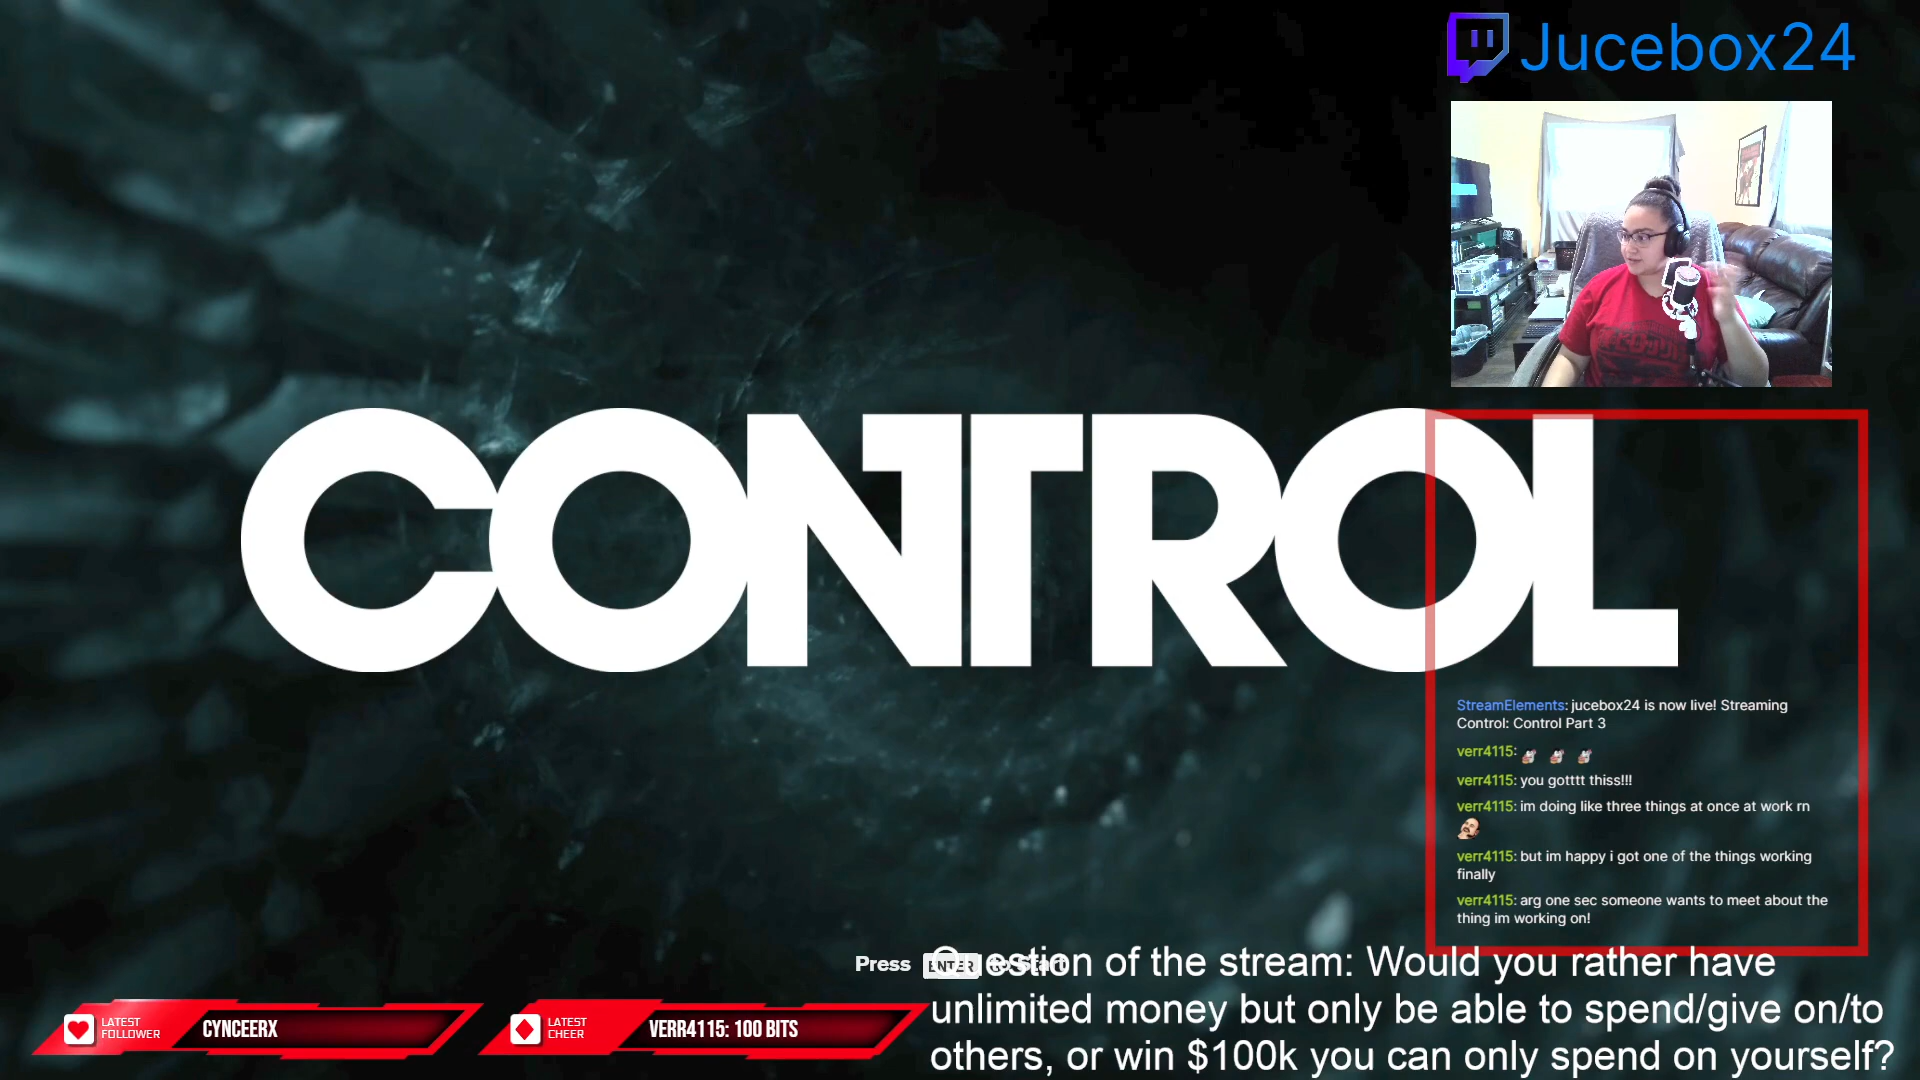 Jucebox24
CONTROL
StreamElements: jucebox24 is now live! Streaming
Control: Control Part 3
verr4115:
verr4115: you gotttt thiss!!!
verr4115: im doing like three things at once at work rn
verr4115: but im happy i got one of the things working
finally
verr4115: arg one sec someone wants to meet about the
thing im working on!
Press ENTER to Start
Question of the stream: Would you rather have
unlimited money but only be able to spend/give on/to
others, or win $100k you can only spend on yourself?
LATEST
FOLLOWER
CYNCEERX
LATEST
CHEER
VERR4115: 100 BITS